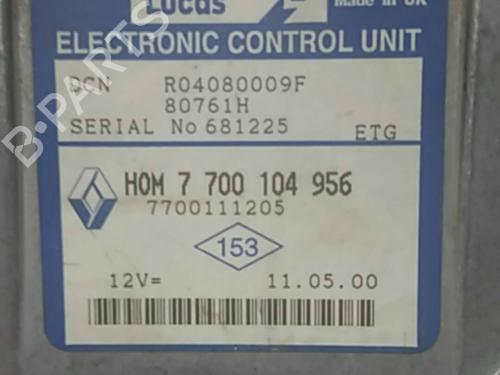 Lucas
Made in UK
ELECTRONIC CONTROL UNIT
DCN R04080009F
80761H
SERIAL No 681225 ETG
HOM 7 700 104 956
7700111205
153
12V= 11.05.00
B-PARTS